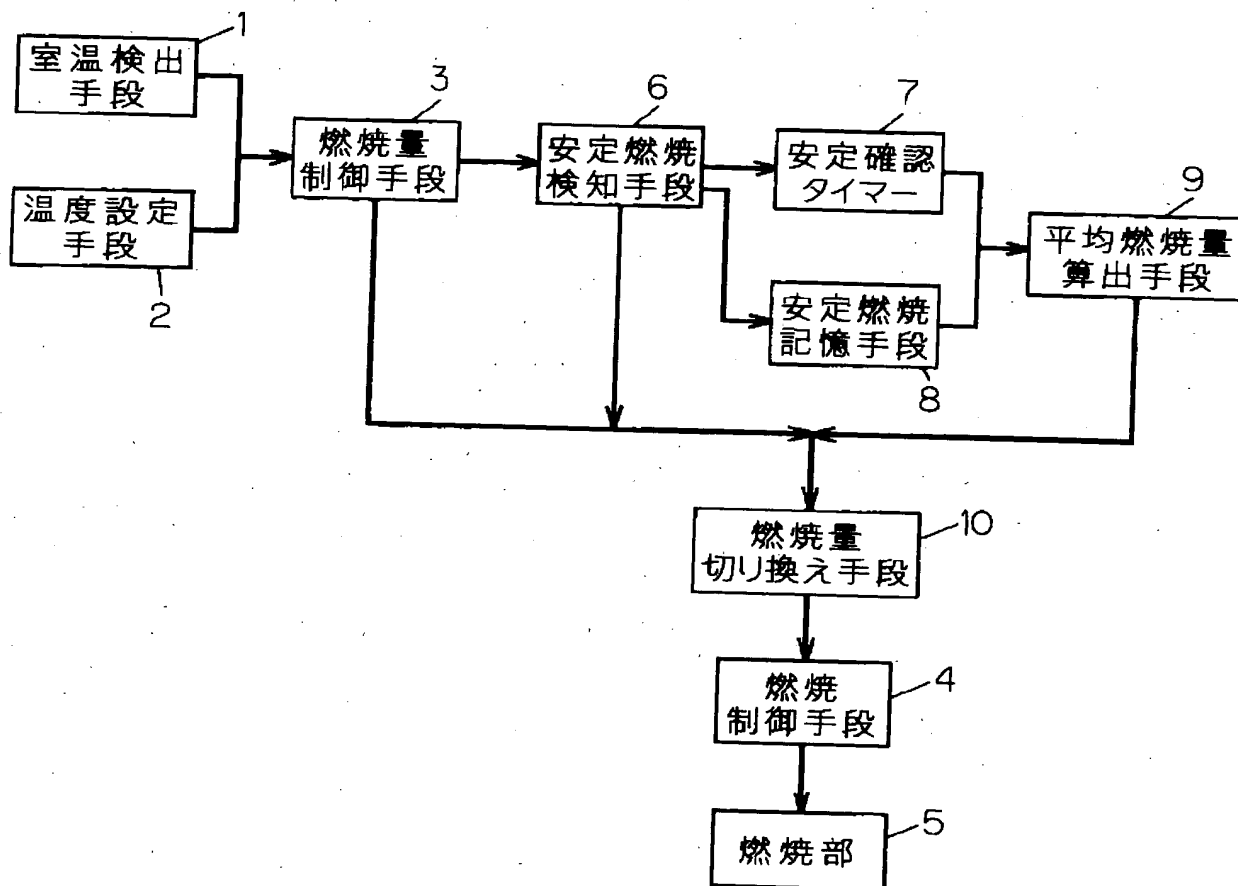 1
室温検出
手段
温度設定
手段
2
3
燃焼量
制御手段
6
安定燃焼
検知手段
7
安定確認
タイマー
安定燃焼
記憶手段
8
9
平均燃焼量
算出手段
10
燃焼量
切り換え手段
4
燃焼
制御手段
5
燃焼部